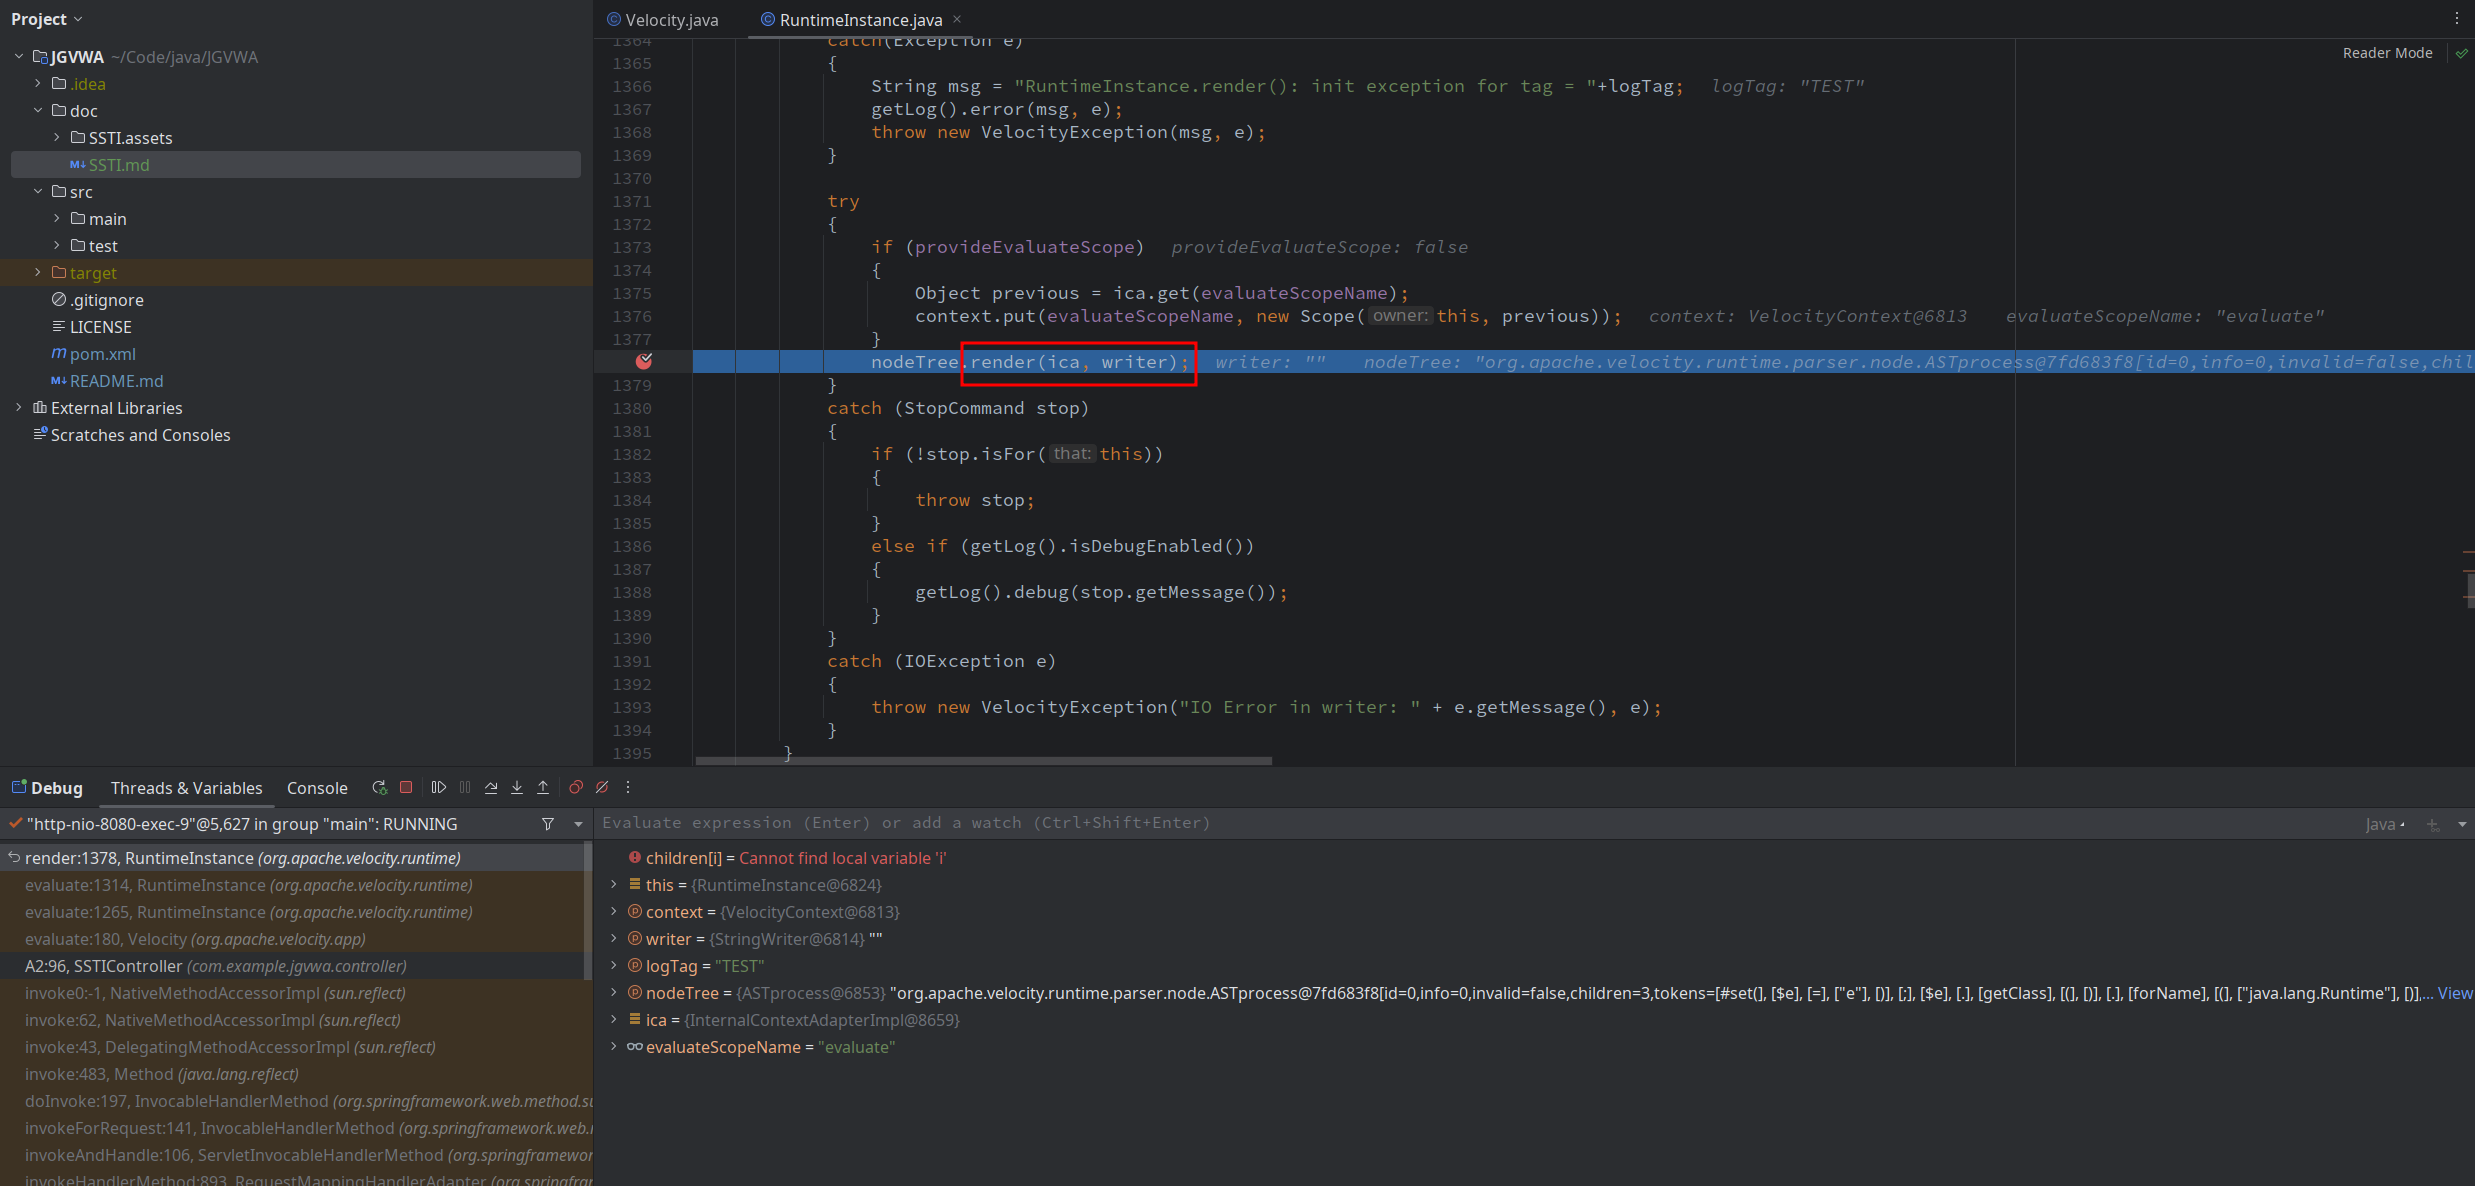 Project
JGVWA ~/Code/java/JGVWA
.idea
doc
SSTI.assets
M↓ SSTI.md
src
main
test
target
.gitignore
LICENSE
m pom.xml
M↓ README.md
External Libraries
Scratches and Consoles
Velocity.java
RuntimeInstance.java ×
Reader Mode
1364 catch(Exception e)
1365 {
1366 String msg = "RuntimeInstance.render(): init exception for tag = "+logTag; logTag: "TEST"
1367 getLog().error(msg, e);
1368 throw new VelocityException(msg, e);
1369 }
1370
1371 try
1372 {
1373 if (provideEvaluateScope) provideEvaluateScope: false
1374 {
1375 Object previous = ica.get(evaluateScopeName);
1376 context.put(evaluateScopeName, new Scope( owner: this, previous)); context: VelocityContext@6813 evaluateScopeName: "evaluate"
1377 }
nodeTree.render(ica, writer); writer: "" nodeTree: "org.apache.velocity.runtime.parser.node.ASTprocess@7fd683f8[id=0,info=0,invalid=false,chil
1379 }
1380 catch (StopCommand stop)
1381 {
1382 if (!stop.isFor( that: this))
1383 {
1384 throw stop;
1385 }
1386 else if (getLog().isDebugEnabled())
1387 {
1388 getLog().debug(stop.getMessage());
1389 }
1390 }
1391 catch (IOException e)
1392 {
1393 throw new VelocityException("IO Error in writer: " + e.getMessage(), e);
1394 }
1395 }
Debug Threads & Variables Console
"http-nio-8080-exec-9"@5,627 in group "main": RUNNING
render:1378, RuntimeInstance (org.apache.velocity.runtime)
evaluate:1314, RuntimeInstance (org.apache.velocity.runtime)
evaluate:1265, RuntimeInstance (org.apache.velocity.runtime)
evaluate:180, Velocity (org.apache.velocity.app)
A2:96, SSTIController (com.example.jgvwa.controller)
invoke0:-1, NativeMethodAccessorImpl (sun.reflect)
invoke:62, NativeMethodAccessorImpl (sun.reflect)
invoke:43, DelegatingMethodAccessorImpl (sun.reflect)
invoke:483, Method (java.lang.reflect)
doInvoke:197, InvocableHandlerMethod (org.springframework.web.method.su
invokeForRequest:141, InvocableHandlerMethod (org.springframework.web.
invokeAndHandle:106, ServletInvocableHandlerMethod (org.springframewor
invokeHandlerMethod:893, RequestMappingHandlerAdapter (org.springfra
Evaluate expression (Enter) or add a watch (Ctrl+Shift+Enter)
Java
children[i] = Cannot find local variable 'i'
this = {RuntimeInstance@6824}
context = {VelocityContext@6813}
writer = {StringWriter@6814} ""
logTag = "TEST"
nodeTree = {ASTprocess@6853} "org.apache.velocity.runtime.parser.node.ASTprocess@7fd683f8[id=0,info=0,invalid=false,children=3,tokens=[#set(], [$e], [=], ["e"], [)], [;], [$e], [.], [getClass], [(], [)], [.], [forName], [(], ["java.lang.Runtime"], [)],... View
ica = {InternalContextAdapterImpl@8659}
evaluateScopeName = "evaluate"